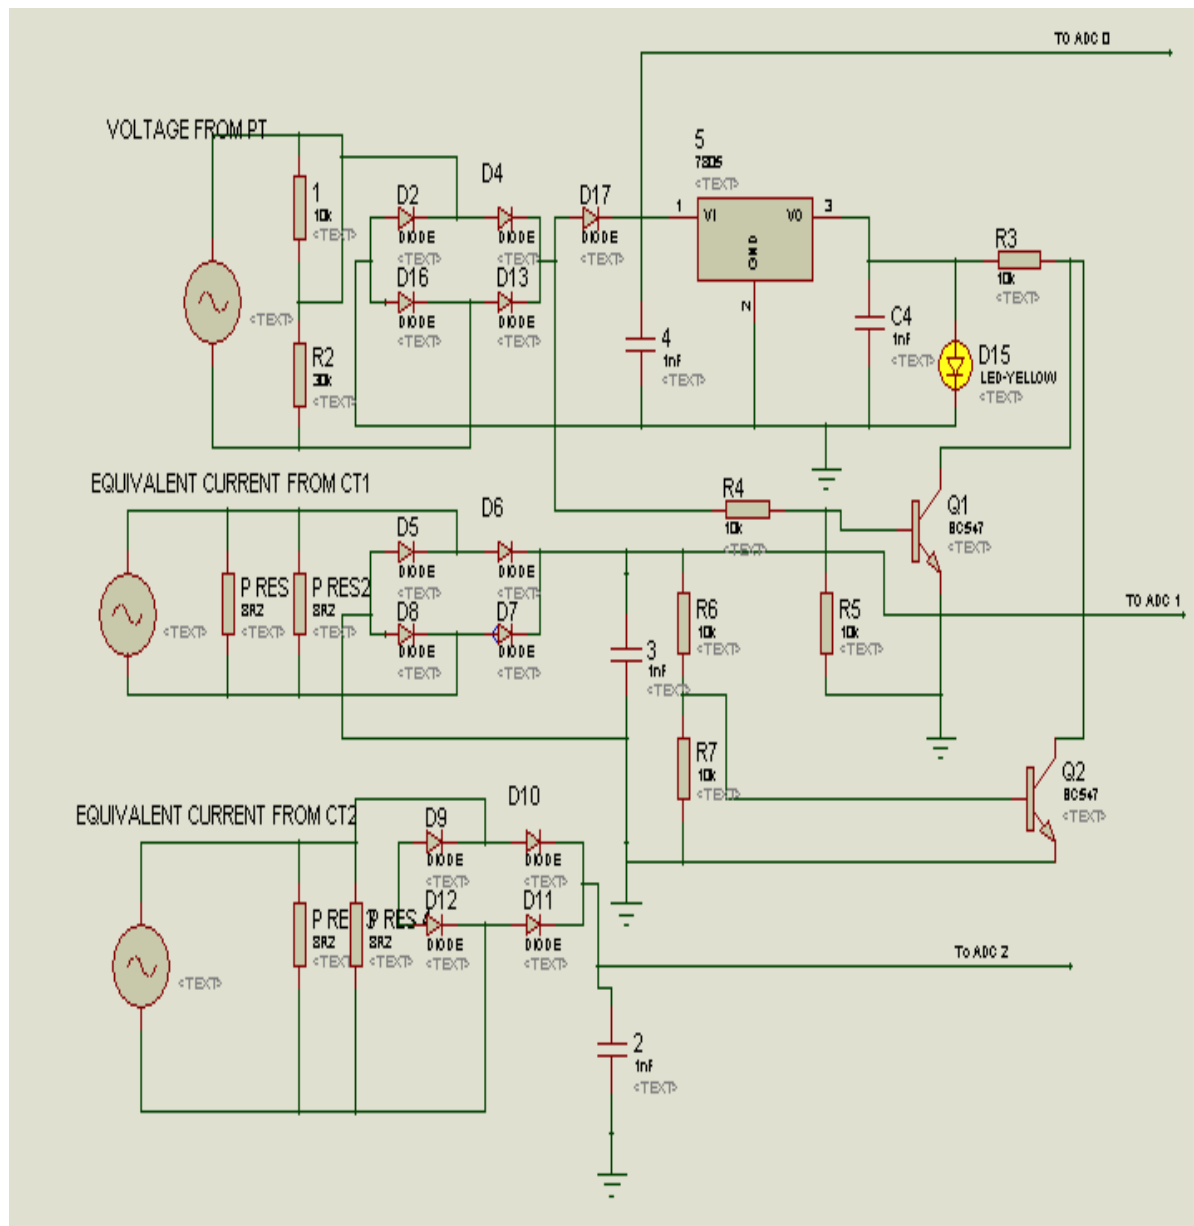 TO ADC 0
VOLTAGE FROM PT
5
7805
<TEXT>
D4
1
10k
<TEXT>
D2
DIODE
<TEXT>
DIODE
<TEXT>
D17
DIODE
<TEXT>
1
VI
VO
3
GND
2
R3
10k
<TEXT>
<TEXT>
D16
DIODE
<TEXT>
D13
DIODE
<TEXT>
R2
30k
<TEXT>
4
1nF
<TEXT>
C4
1nF
<TEXT>
D15
LED-YELLOW
<TEXT>
EQUIVALENT CURRENT FROM CT1
D6
R4
10k
<TEXT>
Q1
BC547
<TEXT>
D5
DIODE
<TEXT>
DIODE
<TEXT>
P RES
8R2
<TEXT>
P RES2
8R2
<TEXT>
D8
DIODE
<TEXT>
D7
DIODE
<TEXT>
R6
10k
<TEXT>
R5
10k
<TEXT>
TO ADC 1
3
1nF
<TEXT>
R7
10k
<TEXT>
Q2
BC547
<TEXT>
EQUIVALENT CURRENT FROM CT2
D10
D9
DIODE
<TEXT>
DIODE
<TEXT>
D12
DIODE
<TEXT>
D11
DIODE
<TEXT>
8R2
<TEXT>
P RES 4
8R2
<TEXT>
<TEXT>
To ADC 2
2
1nF
<TEXT>